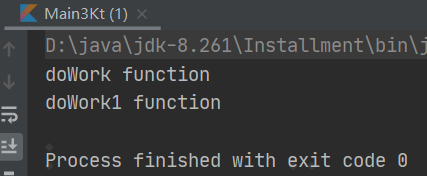 Main3Kt (1)
D:\java\jdk-8.261\Installment\bin\j
doWork function
doWork1 function
Process finished with exit code 0